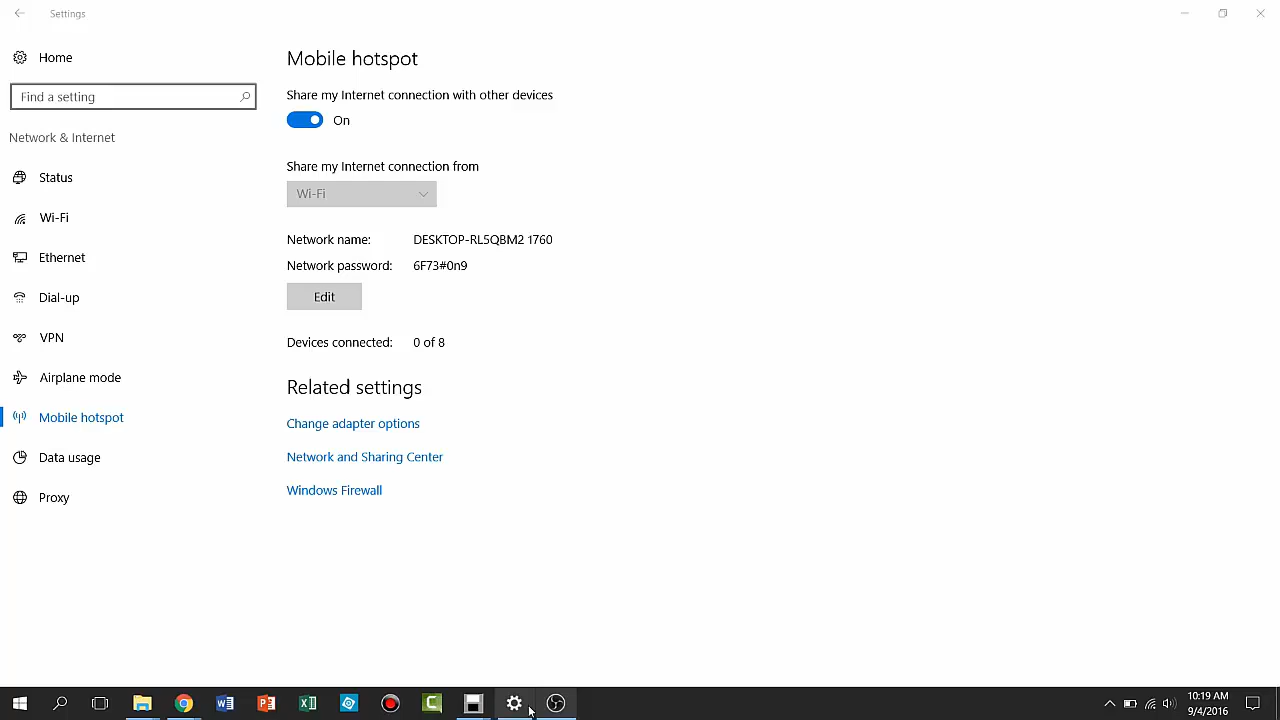 Settings
Home
Find a setting
Network & Internet
Status
Wi-Fi
Ethernet
Dial-up
VPN
Airplane mode
Mobile hotspot
Data usage
Proxy
Mobile hotspot
Share my Internet connection with other devices
On
Share my Internet connection from
Wi-Fi
Network name: DESKTOP-RL5QBM2 1760
Network password: 6F73#0n9
Edit
Devices connected: 0 of 8
Related settings
Change adapter options
Network and Sharing Center
Windows Firewall
10:19 AM
9/4/2016